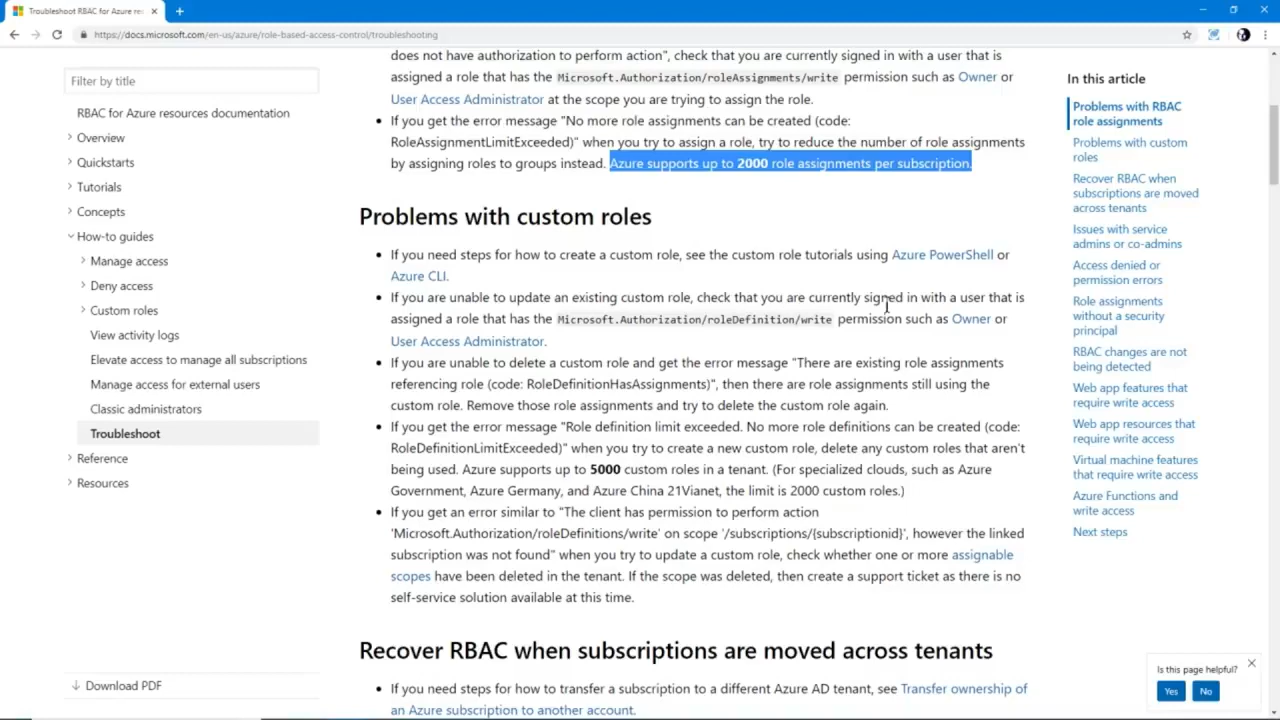 Troubleshoot RBAC for Azure re
https://docs.microsoft.com/en-us/azure/role-based-access-control/troubleshooting
Filter by title
RBAC for Azure resources documentation
Overview
Quickstarts
Tutorials
Concepts
How-to guides
Manage access
Deny access
Custom roles
View activity logs
Elevate access to manage all subscriptions
Manage access for external users
Classic administrators
Troubleshoot
Reference
Resources
Download PDF
does not have authorization to perform action", check that you are currently signed in with a user that is
assigned a role that has the Microsoft.Authorization/roleAssignments/write permission such as Owner or
User Access Administrator at the scope you are trying to assign the role.
If you get the error message "No more role assignments can be created (code:
RoleAssignmentLimitExceeded)" when you try to assign a role, try to reduce the number of role assignments
by assigning roles to groups instead. Azure supports up to 2000 role assignments per subscription.
Problems with custom roles
If you need steps for how to create a custom role, see the custom role tutorials using Azure PowerShell or
Azure CLI.
If you are unable to update an existing custom role, check that you are currently signed in with a user that is
assigned a role that has the Microsoft.Authorization/roleDefinition/write permission such as Owner or
User Access Administrator.
If you are unable to delete a custom role and get the error message "There are existing role assignments
referencing role (code: RoleDefinitionHasAssignments)", then there are role assignments still using the
custom role. Remove those role assignments and try to delete the custom role again.
If you get the error message "Role definition limit exceeded. No more role definitions can be created (code:
RoleDefinitionLimitExceeded)" when you try to create a new custom role, delete any custom roles that aren't
being used. Azure supports up to 5000 custom roles in a tenant. (For specialized clouds, such as Azure
Government, Azure Germany, and Azure China 21Vianet, the limit is 2000 custom roles.)
If you get an error similar to "The client has permission to perform action
'Microsoft.Authorization/roleDefinitions/write' on scope '/subscriptions/{subscriptionid}', however the linked
subscription was not found" when you try to update a custom role, check whether one or more assignable
scopes have been deleted in the tenant. If the scope was deleted, then create a support ticket as there is no
self-service solution available at this time.
Recover RBAC when subscriptions are moved across tenants
If you need steps for how to transfer a subscription to a different Azure AD tenant, see Transfer ownership of
an Azure subscription to another account.
In this article
Problems with RBAC
role assignments
Problems with custom
roles
Recover RBAC when
subscriptions are moved
across tenants
Issues with service
admins or co-admins
Access denied or
permission errors
Role assignments
without a security
principal
RBAC changes are not
being detected
Web app features that
require write access
Web app resources that
require write access
Virtual machine features
that require write access
Azure Functions and
write access
Next steps
Is this page helpful?
Yes
No